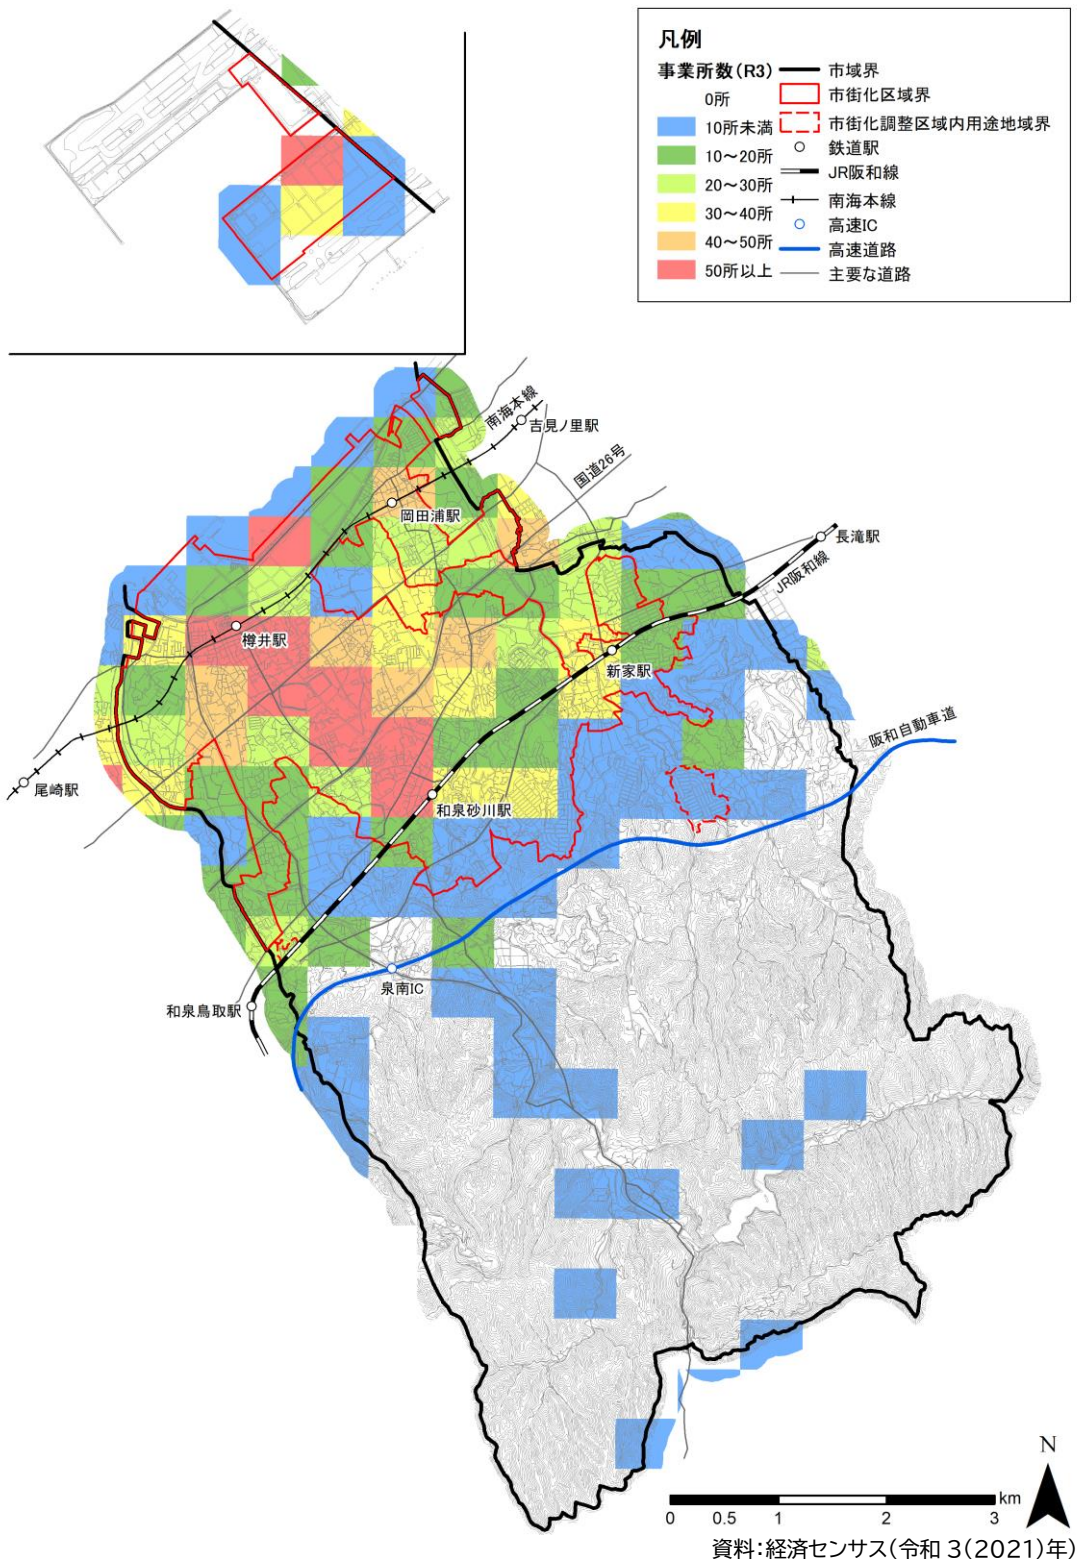 凡例
事業所数(R3)
0所
10所未満
10～20所
20～30所
30～40所
40～50所
50所以上
市域界
市街化区域界
市街化調整区域内用途地域界
鉄道駅
JR阪和線
南海本線
高速IC
高速道路
主要な道路
南海本線
吉見ノ里駅
国道26号
岡田浦駅
長滝駅
JR阪和線
樽井駅
新家駅
阪和自動車道
尾崎駅
和泉砂川駅
泉南IC
和泉鳥取駅
N
km
0 0.5 1 2 3
資料:経済センサス(令和3(2021)年)